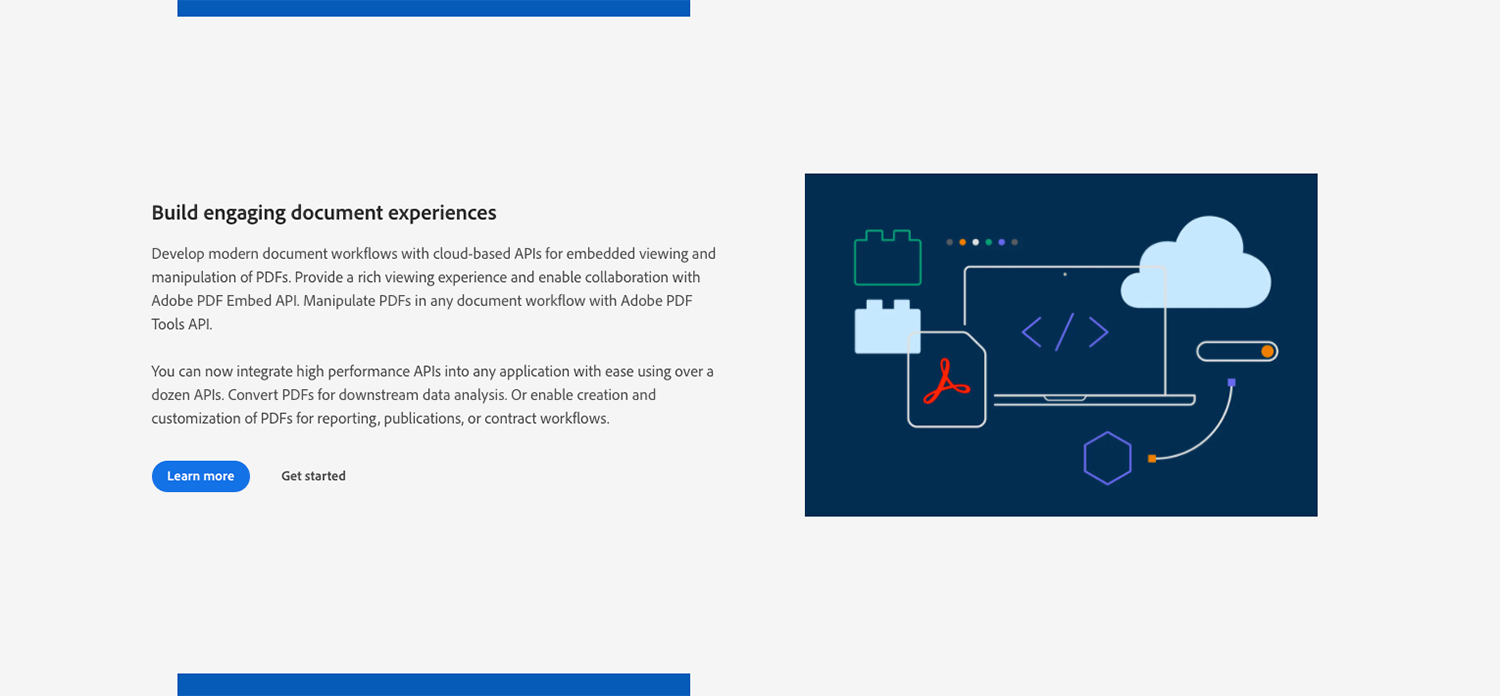 Build engaging document experiences
Develop modern document workflows with cloud-based APIs for embedded viewing and
manipulation of PDFs. Provide a rich viewing experience and enable collaboration with
Adobe PDF Embed API. Manipulate PDFs in any document workflow with Adobe PDF
Tools API.
You can now integrate high performance APIs into any application with ease using over a
dozen APIs. Convert PDFs for downstream data analysis. Or enable creation and
customization of PDFs for reporting, publications, or contract workflows.
Learn more Get started